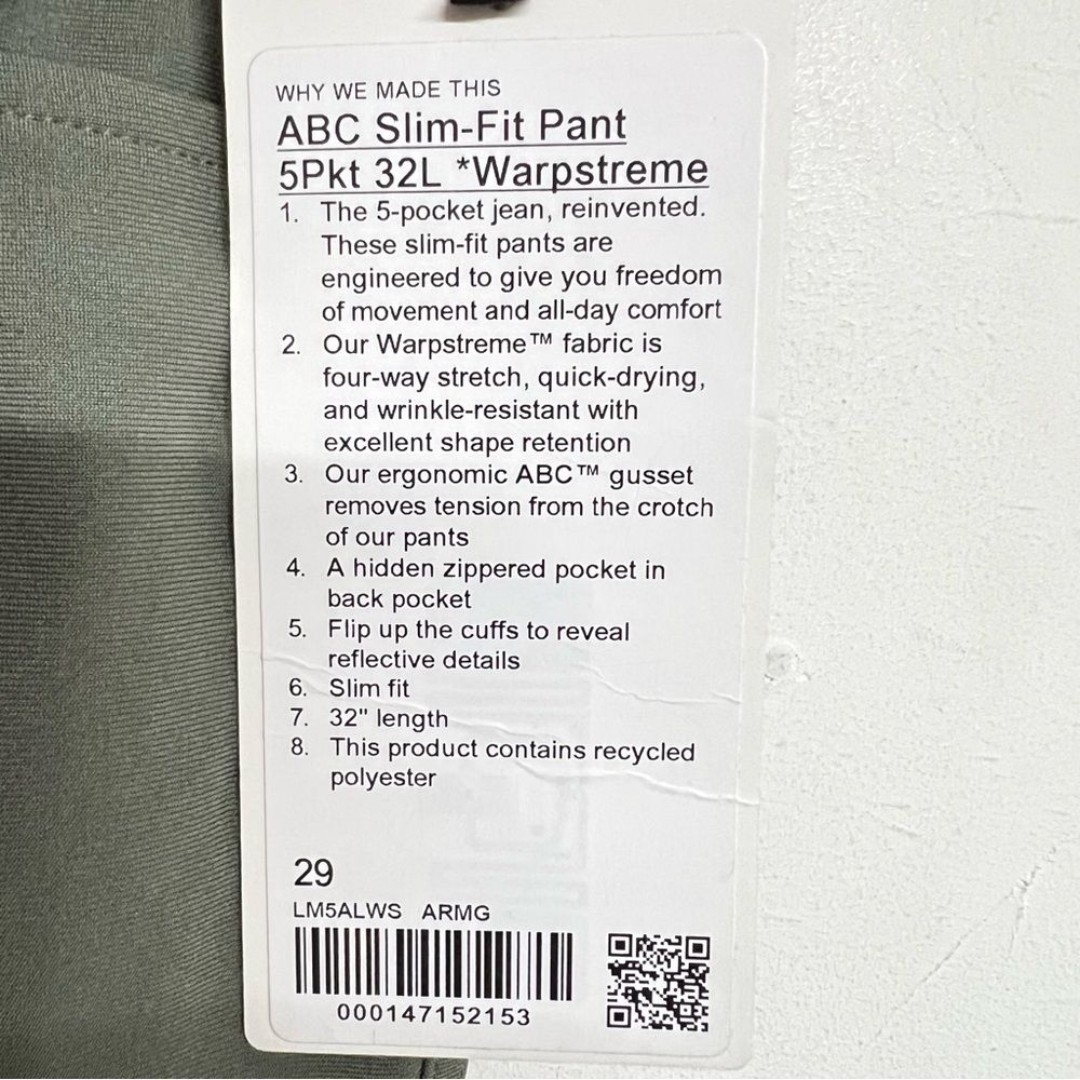 WHY WE MADE THIS
ABC Slim-Fit Pant
5Pkt 32L *Warpstreme
1. The 5-pocket jean, reinvented.
These slim-fit pants are
engineered to give you freedom
of movement and all-day comfort
2. Our Warpstreme™ fabric is
four-way stretch, quick-drying,
and wrinkle-resistant with
excellent shape retention
3. Our ergonomic ABC™ gusset
removes tension from the crotch
of our pants
4. A hidden zippered pocket in
back pocket
5. Flip up the cuffs to reveal
reflective details
6. Slim fit
7. 32" length
8. This product contains recycled
polyester
29
LM5ALWS ARMG
000147152153